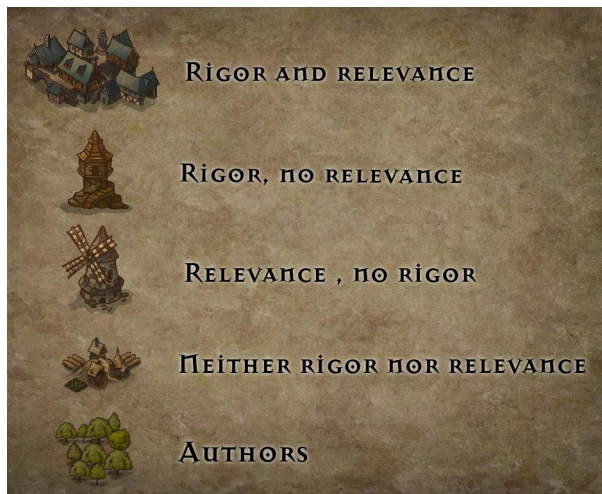 Rigor and relevance
Rigor, no relevance
Relevance , no rigor
Neither rigor nor relevance
Authors